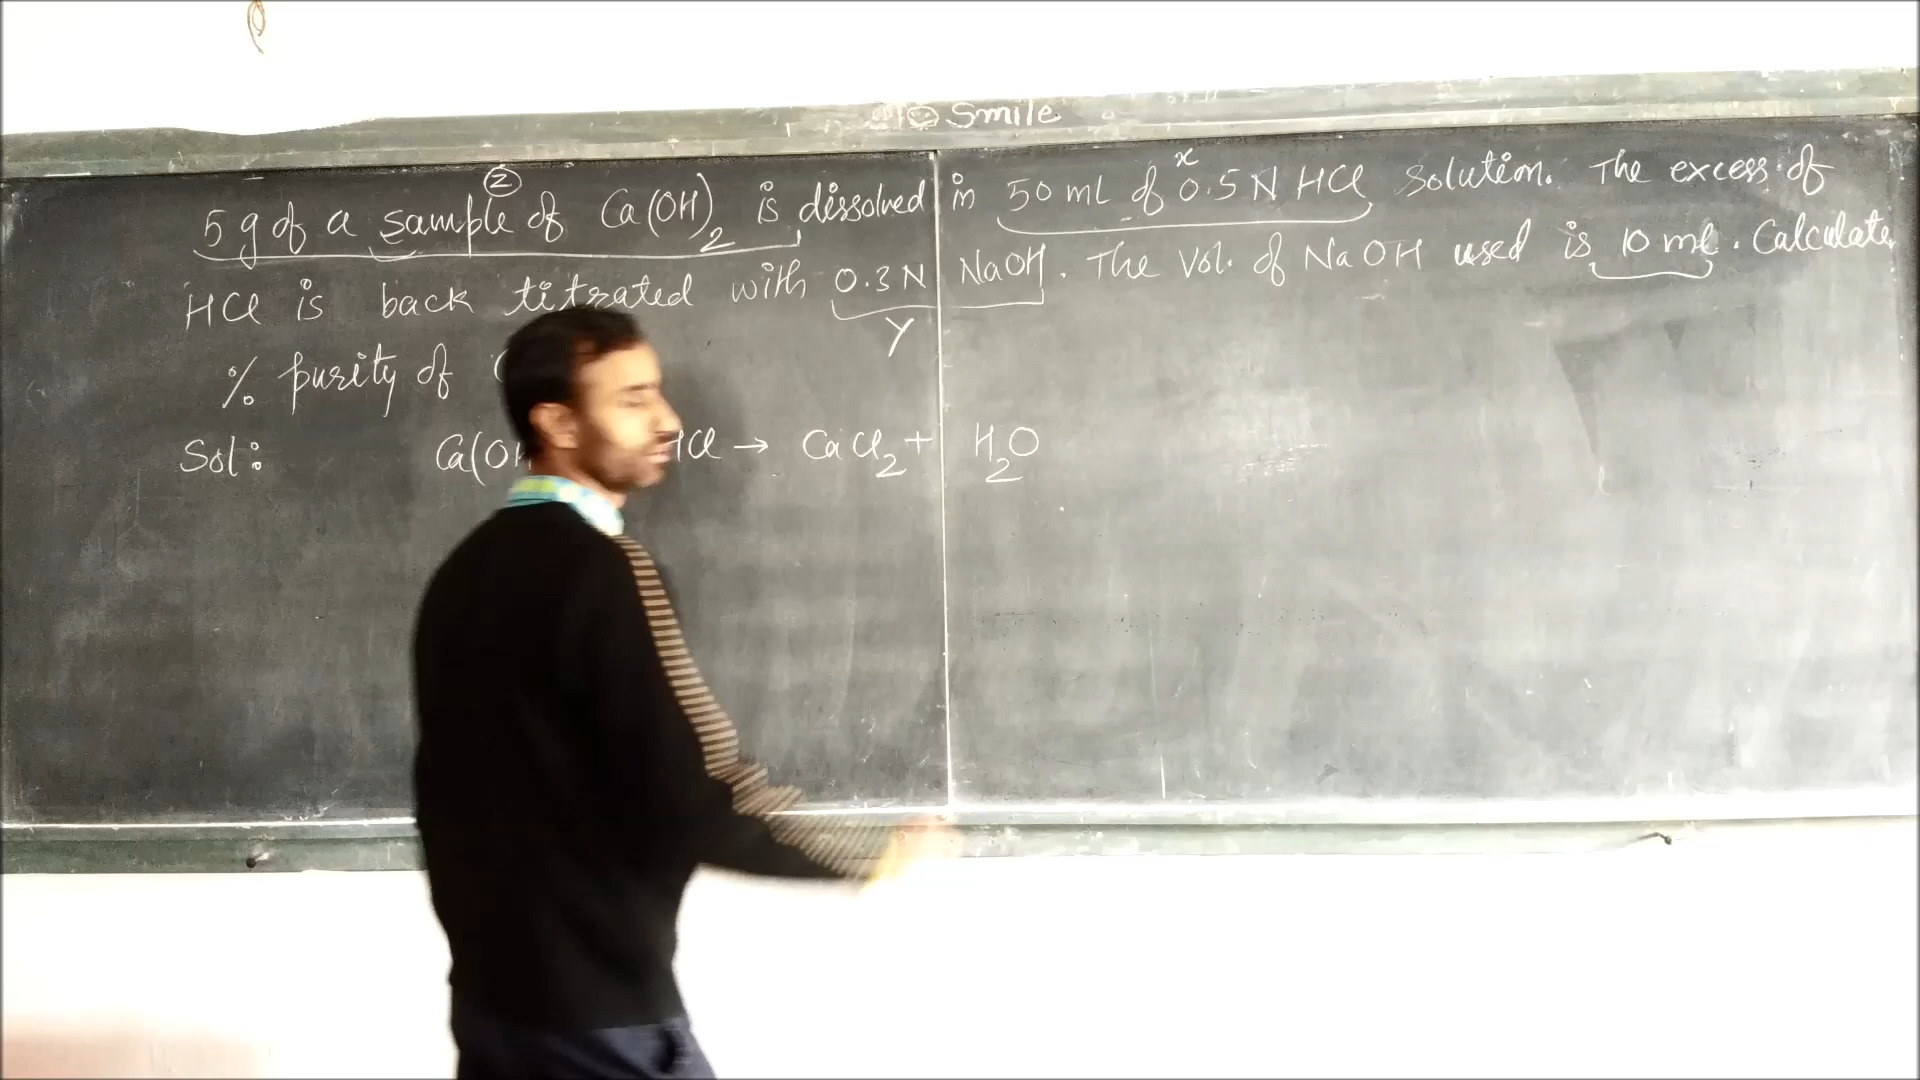 ☺ Smile
5 g of a sample of Ca(OH)2 is dissolved in 50 ml of 0.5 N HCl solution. The excess of
HCl is back titrated with 0.3 N NaOH. The Vol. of NaOH used is 10 ml. Calculate
% purity of
Sol: Ca(OH HCl → CaCl2 + H2O
z
x
y